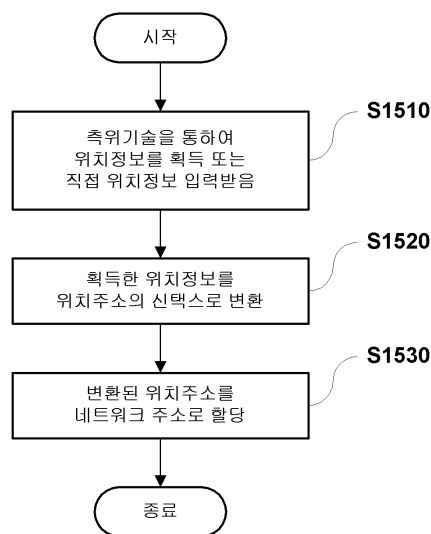 시작
측위기술을 통하여
위치정보를 획득 또는
직접 위치정보 입력받음
S1510
획득한 위치정보를
위치주소의 신택스로 변환
S1520
변환된 위치주소를
네트워크 주소로 할당
S1530
종료